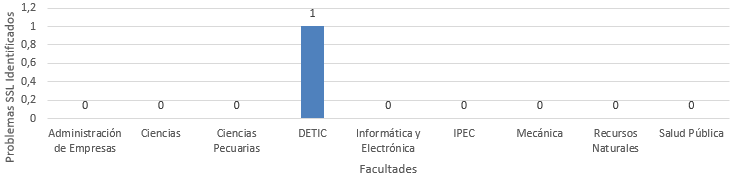 Problemas SSL Identificados
1,2
1
0,8
0,6
0,4
0,2
0
0 0 0 1 0 0 0 0 0
Administración de Empresas
Ciencias
Ciencias Pecuarias
DETIC
Informática y Electrónica
IPEC
Mecánica
Recursos Naturales
Salud Pública
Facultades